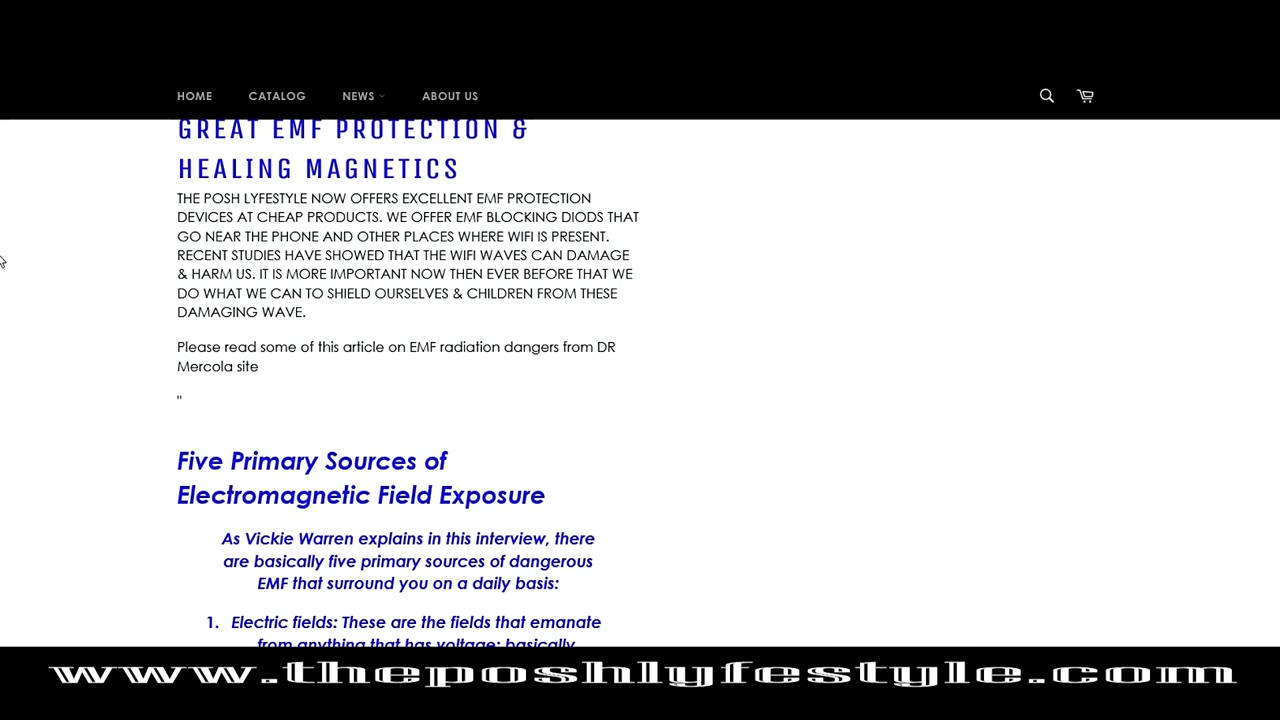 HOME CATALOG NEWS ABOUT US
GREAT EMF PROTECTION &
HEALING MAGNETICS
THE POSH LYFESTYLE NOW OFFERS EXCELLENT EMF PROTECTION
DEVICES AT CHEAP PRODUCTS. WE OFFER EMF BLOCKING DIODS THAT
GO NEAR THE PHONE AND OTHER PLACES WHERE WIFI IS PRESENT.
RECENT STUDIES HAVE SHOWED THAT THE WIFI WAVES CAN DAMAGE
& HARM US. IT IS MORE IMPORTANT NOW THEN EVER BEFORE THAT WE
DO WHAT WE CAN TO SHIELD OURSELVES & CHILDREN FROM THESE
DAMAGING WAVE.
Please read some of this article on EMF radiation dangers from DR
Mercola site
"
Five Primary Sources of
Electromagnetic Field Exposure
As Vickie Warren explains in this interview, there
are basically five primary sources of dangerous
EMF that surround you on a daily basis:
1. Electric fields: These are the fields that emanate
from anything that has voltage; basically
www.theposhlyfestyle.com